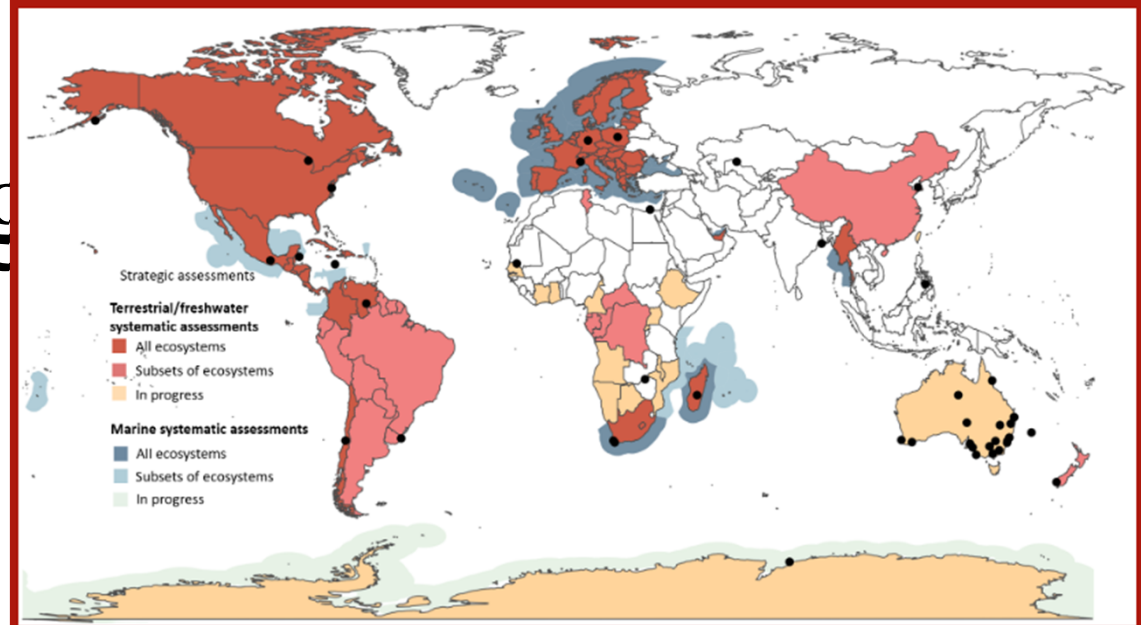 Strategic assessments
Terrestrial/freshwater
systematic assessments
All ecosystems
Subsets of ecosystems
In progress
Marine systematic assessments
All ecosystems
Subsets of ecosystems
In progress